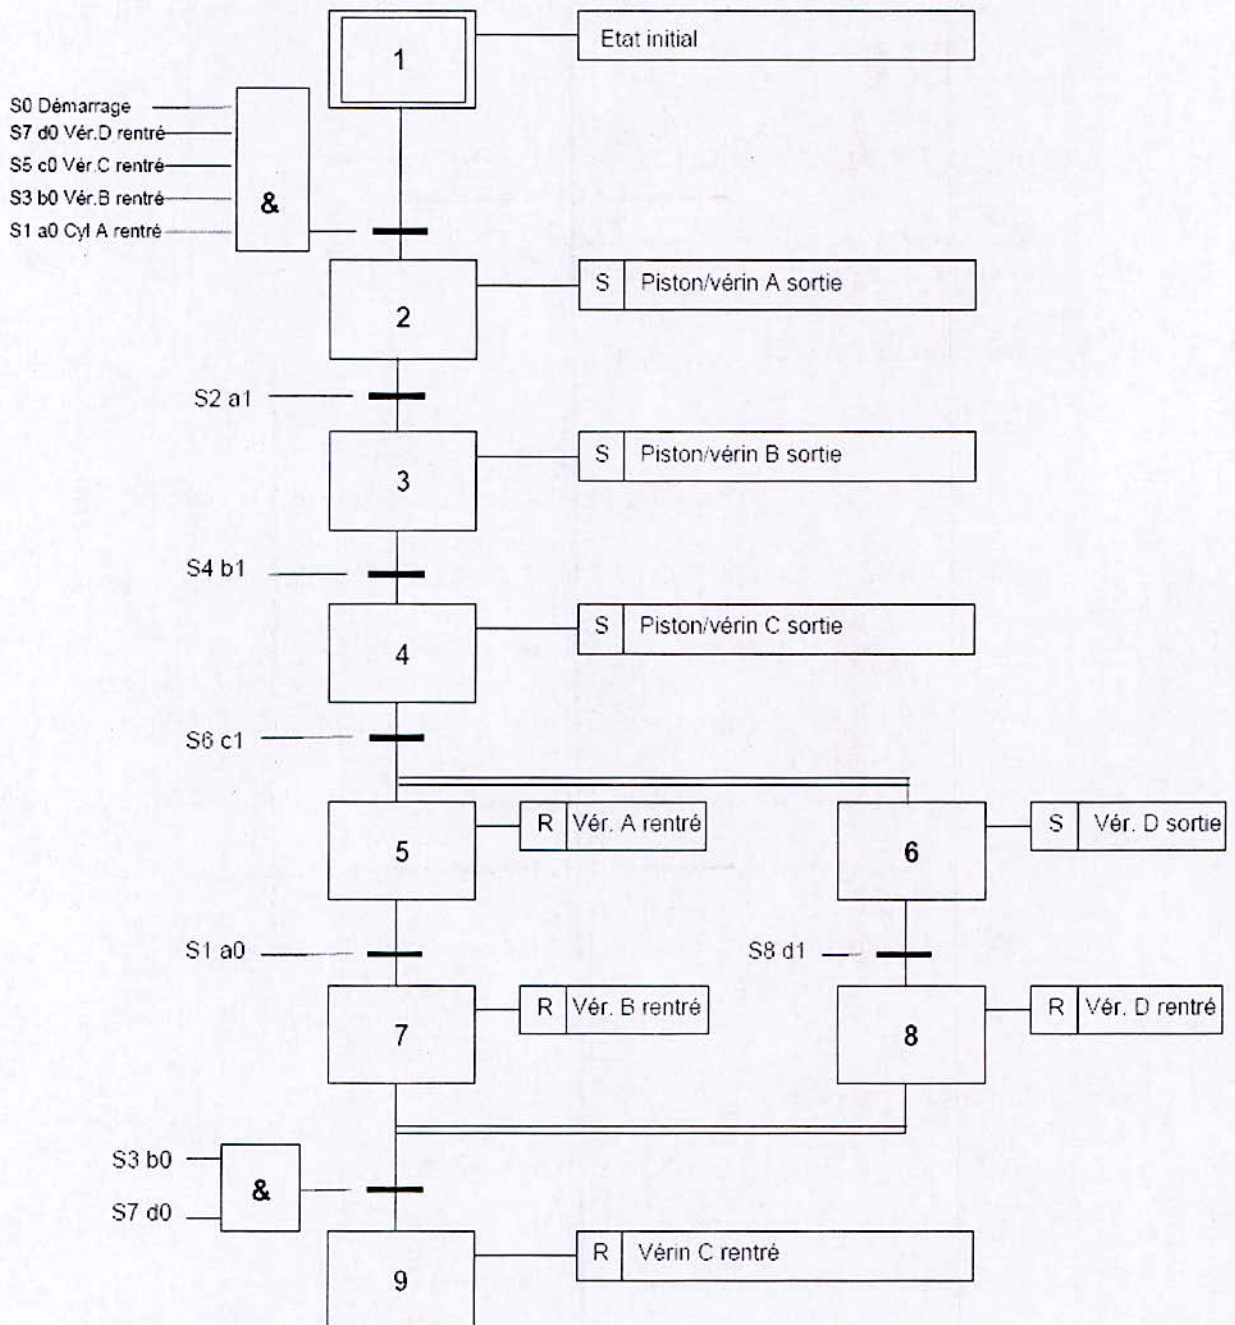 1
Etat initial
S0 Démarrage
S7 d0 Vér.D rentré
S5 c0 Vér.C rentré
S3 b0 Vér.B rentré
&
S1 a0 Cyl A rentré
2
S Piston/vérin A sortie
S2 a1
3
S Piston/vérin B sortie
S4 b1
4
S Piston/vérin C sortie
S6 c1
5
R Vér. A rentré
6
S Vér. D sortie
S1 a0
S8 d1
7
R Vér. B rentré
8
R Vér. D rentré
S3 b0
&
S7 d0
9
R Vérin C rentré